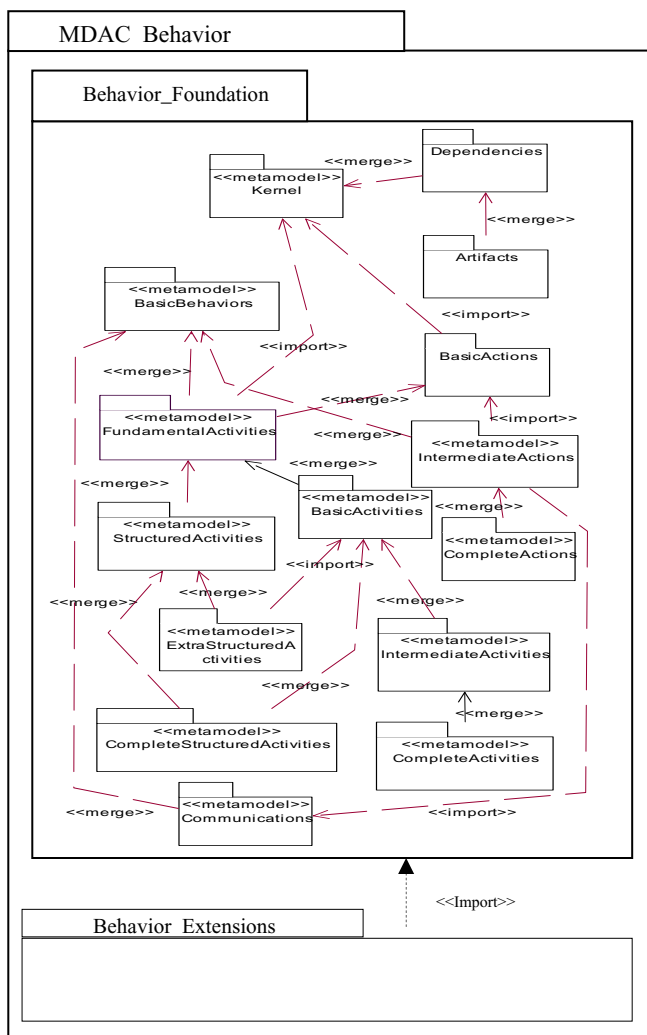 MDAC Behavior
Behavior_Foundation
Dependencies
<<merge>>
<<metamodel>>
Kernel
<<merge>>
Artifacts
<<metamodel>>
BasicBehaviors
<<import>>
<<import>>
BasicActions
<<merge>>
<<merge>>
<<import>>
<<metamodel>>
FundamentalActivities
<<merge>>
<<metamodel>>
IntermediateActions
<<merge>>
<<merge>>
<<metamodel>>
BasicActivities
<<merge>>
<<metamodel>>
StructuredActivities
<<metamodel>>
CompleteActions
<<import>>
<<merge>>
<<merge>>
<<metamodel>>
ExtraStructuredA
ctivities
<<metamodel>>
IntermediateActivities
<<merge>>
<<merge>>
<<metamodel>>
CompleteStructuredActivities
<<metamodel>>
CompleteActivities
<<metamodel>>
Communications
<<merge>>
<<import>>
<<Import>>
Behavior Extensions